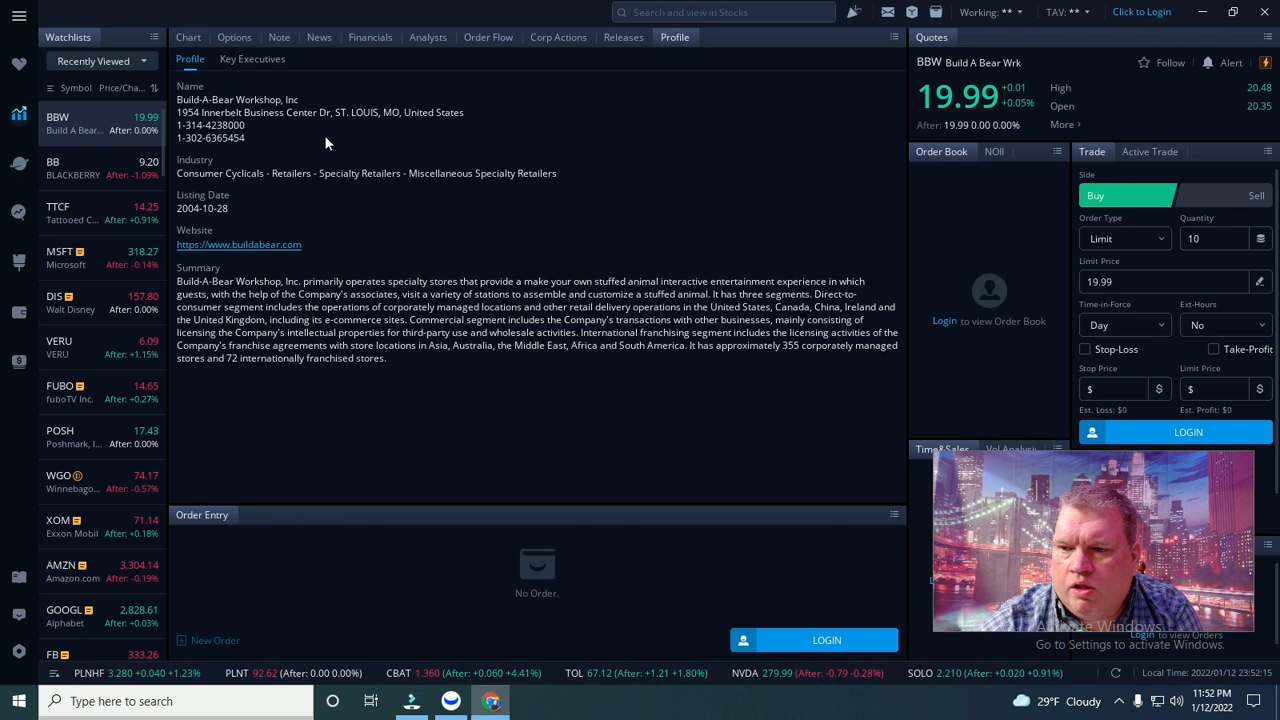 Search and view in Stocks
Working: **
TAV: **
Click to Login
Watchlists
Recently Viewed
Symbol Price/Cha...
BBW 19.99
Build A Bear... After: 0.00%
BB 9.20
BLACKBERRY After: -1.09%
TTCF 14.25
Tattooed C... After: +0.91%
MSFT 318.27
Microsoft After: -0.14%
DIS 157.80
Walt Disney After: 0.00%
VERU 6.09
VERU After: +1.15%
FUBO 14.65
fuboTV Inc. After: +0.27%
POSH 17.43
Poshmark, I... After: 0.00%
WGO 74.17
Winnebago... After: -0.57%
XOM 71.14
Exxon Mobil After: +0.18%
AMZN 3,304.14
Amazon.com After: -0.19%
GOOGL 2,828.61
Alphabet After: +0.03%
FB 333.26
Chart Options Note News Financials Analysts Order Flow Corp Actions Releases Profile
Profile Key Executives
Name
Build-A-Bear Workshop, Inc
1954 Innerbelt Business Center Dr, ST. LOUIS, MO, United States
1-314-4238000
1-302-6365454
Industry
Consumer Cyclicals - Retailers - Specialty Retailers - Miscellaneous Specialty Retailers
Listing Date
2004-10-28
Website
https://www.buildabear.com
Summary
Build-A-Bear Workshop, Inc. primarily operates specialty stores that provide a make your own stuffed animal interactive entertainment experience in which
guests, with the help of the Company's associates, visit a variety of stations to assemble and customize a stuffed animal. It has three segments. Direct-to-
consumer segment includes the operations of corporately managed locations and other retail delivery operations in the United States, Canada, China, Ireland and
the United Kingdom, including its e-commerce sites. Commercial segment includes the Company's transactions with other businesses, mainly consisting of
licensing the Company's intellectual properties for third-party use and wholesale activities. International franchising segment includes the licensing activities of the
Company's franchise agreements with store locations in Asia, Australia, the Middle East, Africa and South America. It has approximately 355 corporately managed
stores and 72 internationally franchised stores.
Order Entry
No Order.
New Order
LOGIN
Quotes
BBW Build A Bear Wrk
Follow
Alert
19.99 +0.01
+0.05%
High 20.48
Open 20.35
After: 19.99 0.00 0.00%
More
Order Book NOII
Login to view Order Book
Time&Sales Vol Analysis
Trade Active Trade
Side
Buy Sell
Order Type Quantity
Limit 10
Limit Price
19.99
Time-in-Force Ext-Hours
Day No
Stop-Loss Take-Profit
Stop Price Limit Price
$ $ $ $
Est. Loss: $0 Est. Profit: $0
LOGIN
Activate Windows
Login to view Orders
Go to Settings to activate Windows.
PLNHF 3.280 +0.040 +1.23%
PLNT 92.62 (After: 0.00 0.00%)
CBAT 1.360 (After: +0.060 +4.41%)
TOL 67.12 (After: +1.21 +1.80%)
NVDA 279.99 (After: -0.79 -0.28%)
SOLO 2.210 (After: +0.020 +0.91%)
Local Time: 2022/01/12 23:52:15
Type here to search
29°F Cloudy
11:52 PM
1/12/2022